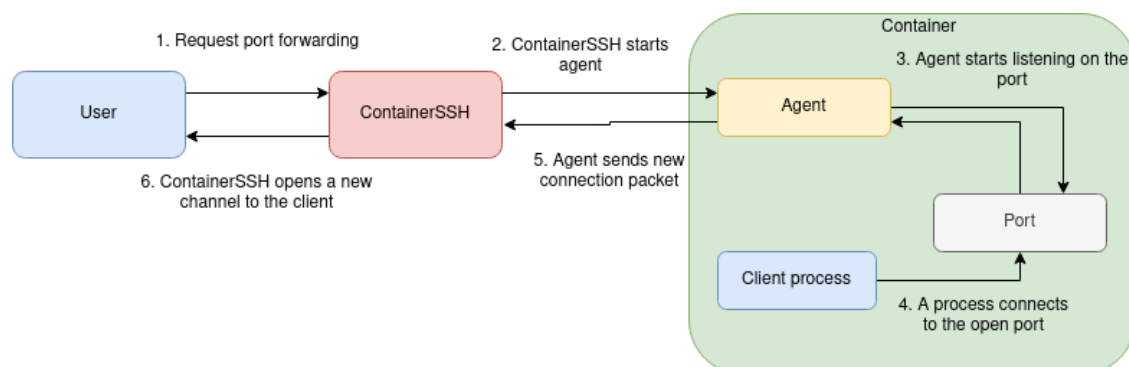 Container
1. Request port forwarding
2. ContainerSSH starts
agent
3. Agent starts listening on the
port
User
ContainerSSH
Agent
5. Agent sends new
connection packet
6. ContainerSSH opens a new
channel to the client
Port
Client process
4. A process connects
to the open port